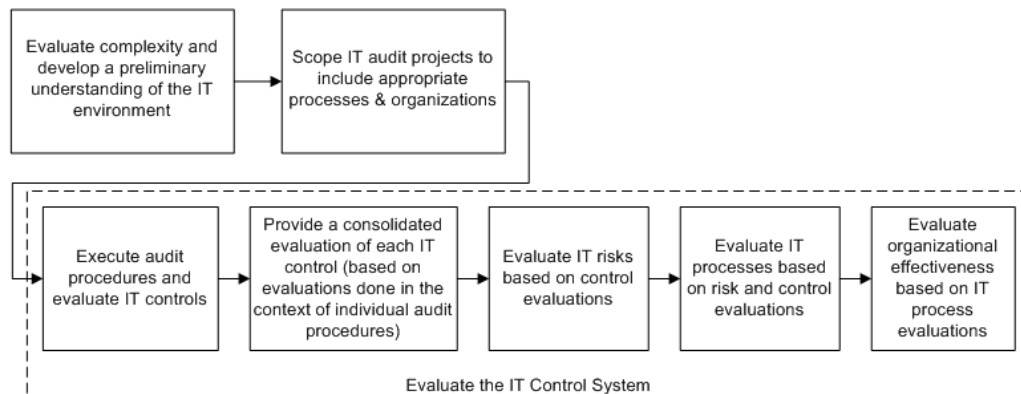 Evaluate complexity and
develop a preliminary
understanding of the IT
environment
Scope IT audit projects to
include appropriate
processes & organizations
Execute audit
procedures and
evaluate IT controls
Provide a consolidated
evaluation of each IT
control (based on
evaluations done in the
context of individual audit
procedures)
Evaluate IT risks
based on control
evaluations
Evaluate IT
processes based
on risk and control
evaluations
Evaluate
organizational
effectiveness
based on IT
process
evaluations
Evaluate the IT Control System